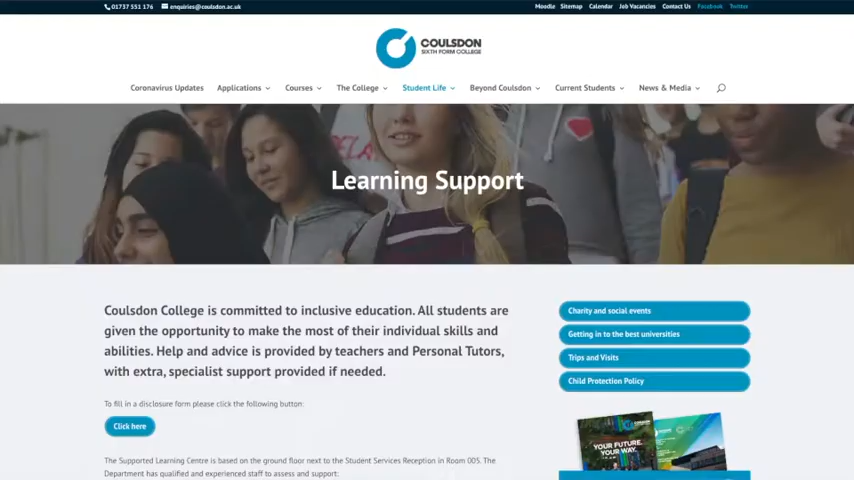 01737 551 176 enquiries@coulsdon.ac.uk Moodle Sitemap Calendar Job Vacancies Contact Us Facebook Twitter
COULSDON
SIXTH FORM COLLEGE
Coronavirus Updates Applications Courses The College Student Life Beyond Coulsdon Current Students News & Media
Learning Support
Coulsdon College is committed to inclusive education. All students are
given the opportunity to make the most of their individual skills and
abilities. Help and advice is provided by teachers and Personal Tutors,
with extra, specialist support provided if needed.
To fill in a disclosure form please click the following button:
Click here
The Supported Learning Centre is based on the ground floor next to the Student Services Reception in Room 005. The
Department has qualified and experienced staff to assess and support:
Charity and social events
Getting in to the best universities
Trips and Visits
Child Protection Policy
YOUR FUTURE.
YOUR WAY.